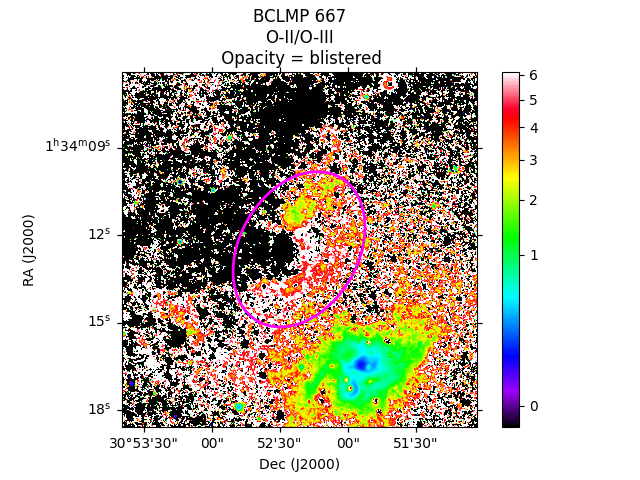 BCLMP 667
O-II/O-III
Opacity = blistered
6
5
4
3
2
1
0
1ʰ34ᵐ09ˢ
12ˢ
15ˢ
18ˢ
RA (J2000)
30°53'30" 00" 52'30" 00" 51'30"
Dec (J2000)